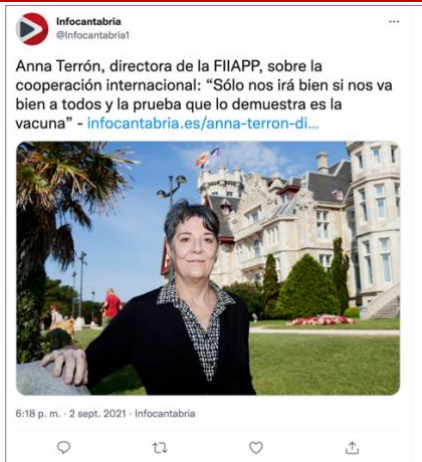 Infocantabria
@Infocantabria1
Anna Terrón, directora de la FIIAPP, sobre la
cooperación internacional: “Sólo nos irá bien si nos va
bien a todos y la prueba que lo demuestra es la
vacuna” - infocantabria.es/anna-terron-di...
6:18 p. m. · 2 sept. 2021 · Infocantabria